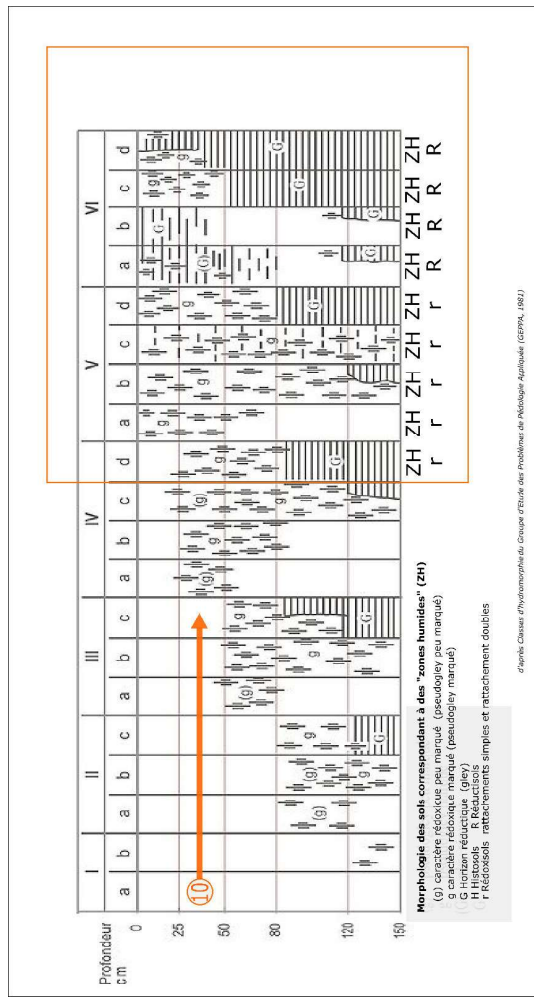 I II III IV V VI
a b a b c a b c a b c d a b c d a b c d
Profondeur
cm
0
25
50
80
120
150
10
(g)
g
(g)
g
G
(g)
g
g
G
(g)
g
(g)
g
g
G
g
g
g
g
G
(G)
G
G
G
g
G
g
G
ZH ZH ZH ZH ZH ZH ZH ZH ZH
r r r r r R R R R
Morphologie des sols correspondant à des "zones humides" (ZH)
(g) caractère rédoxique peu marqué (pseudogley peu marqué)
g caractère rédoxique marqué (pseudogley marqué)
G Horizon réductique (gley)
H Histosols R Réductisols
r Rédoxisols rattachements simples et rattachement doubles
d'après Classes d'hydromorphie du Groupe d'Etude des Problèmes de Pédologie Appliquée (GEPPA, 1981)